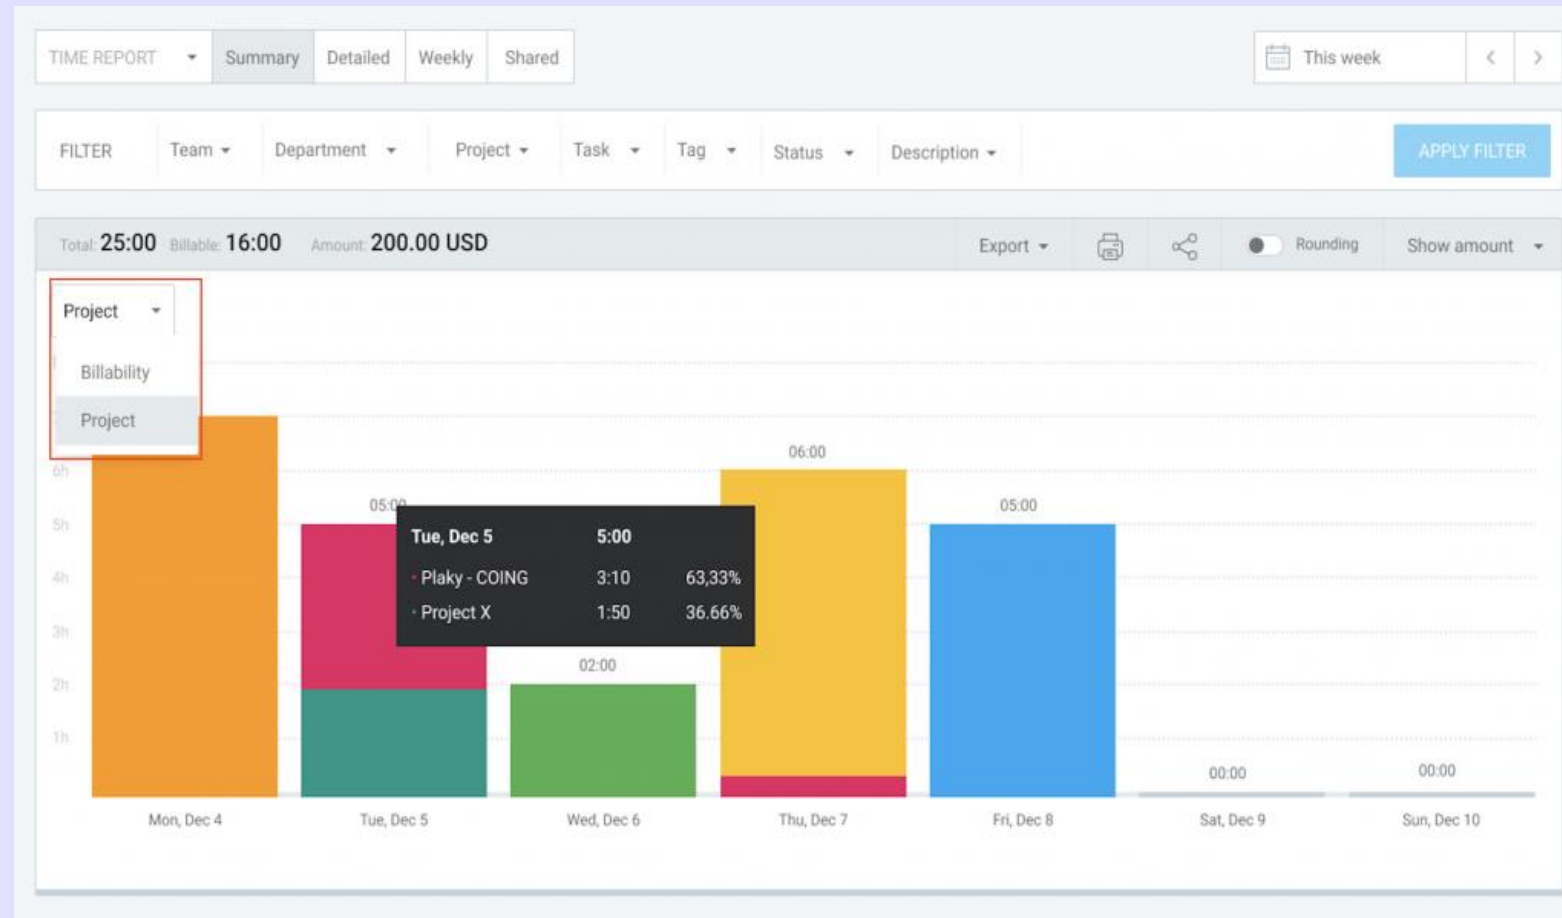 TIME REPORT Summary Detailed Weekly Shared This week
FILTER Team Department Project Task Tag Status Description APPLY FILTER
Total: 25:00 Billable: 16:00 Amount: 200.00 USD Export Rounding Show amount
Project
Billability
Project
06:00
6h
05:00
05:00
5h
Tue, Dec 5 5:00
4h
Plaky - COING 3:10 63,33%
Project X 1:50 36.66%
3h
02:00
2h
1h
00:00
00:00
Mon, Dec 4 Tue, Dec 5 Wed, Dec 6 Thu, Dec 7 Fri, Dec 8 Sat, Dec 9 Sun, Dec 10